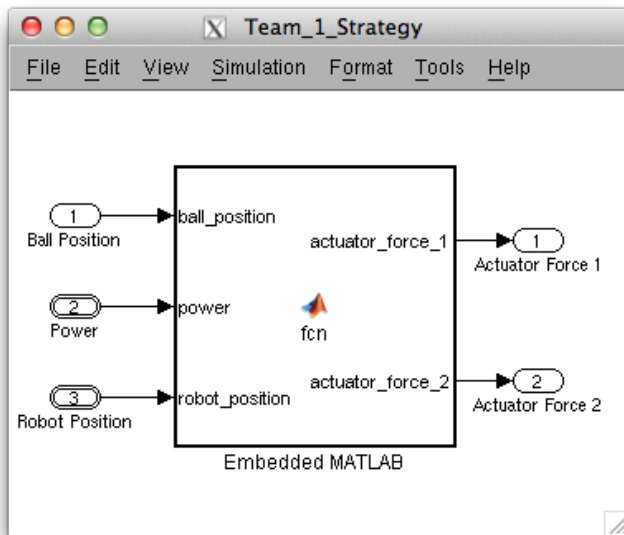 Team_1_Strategy
File Edit View Simulation Format Tools Help
1
Ball Position
ball_position
actuator_force_1
1
Actuator Force 1
2
Power
power
fcn
3
Robot Position
robot_position
actuator_force_2
2
Actuator Force 2
Embedded MATLAB